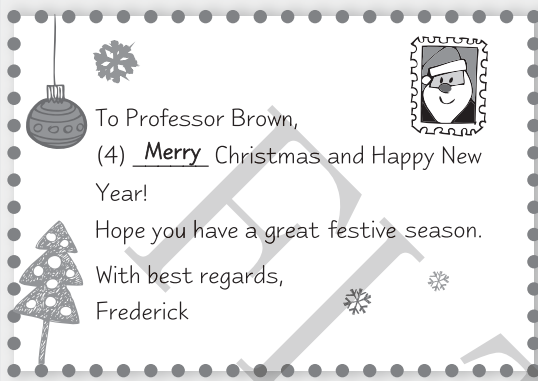 To Professor Brown,
(4) Merry Christmas and Happy New
Year!
Hope you have a great festive season.
With best regards,
Frederick